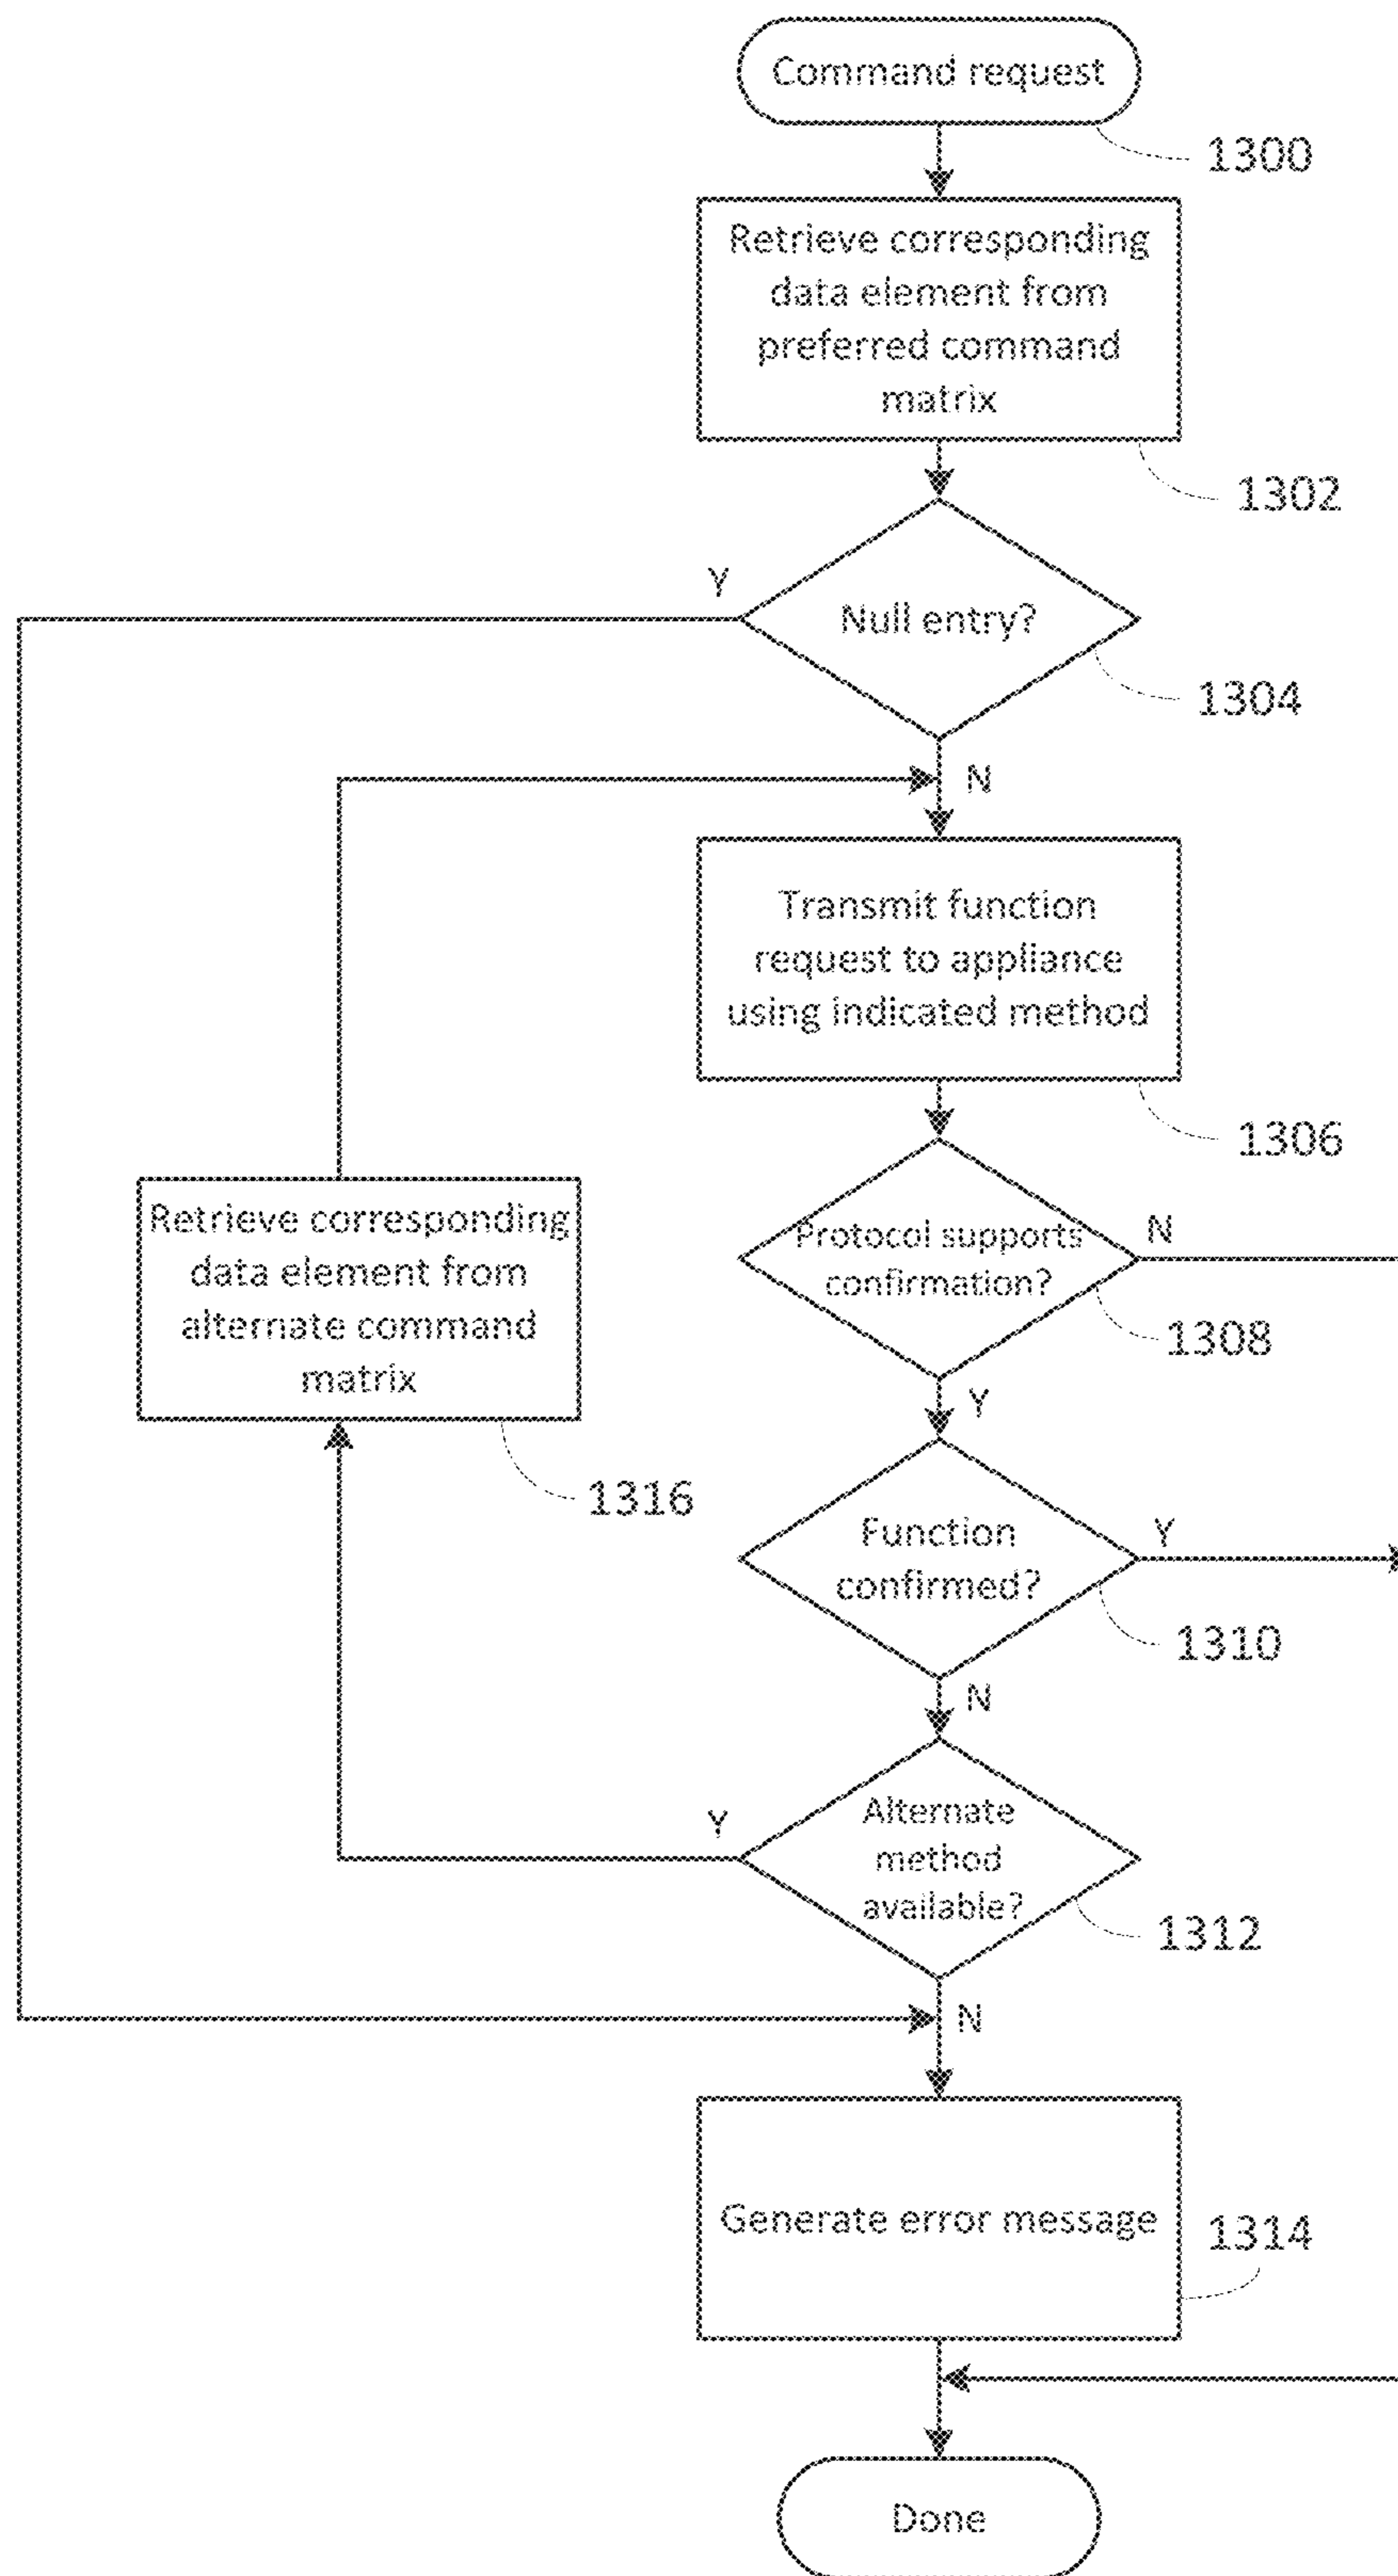 Command request
1300
Retrieve corresponding
data element from
preferred command
matrix
1302
Y
Null entry?
1304
N
Transmit function
request to appliance
using indicated method
1306
Retrieve corresponding
data element from
alternate command
matrix
1316
Protocol supports
confirmation?
N
1308
Y
Function
confirmed?
Y
1310
N
Y
Alternate
method
available?
1312
N
Generate error message
1314
Done